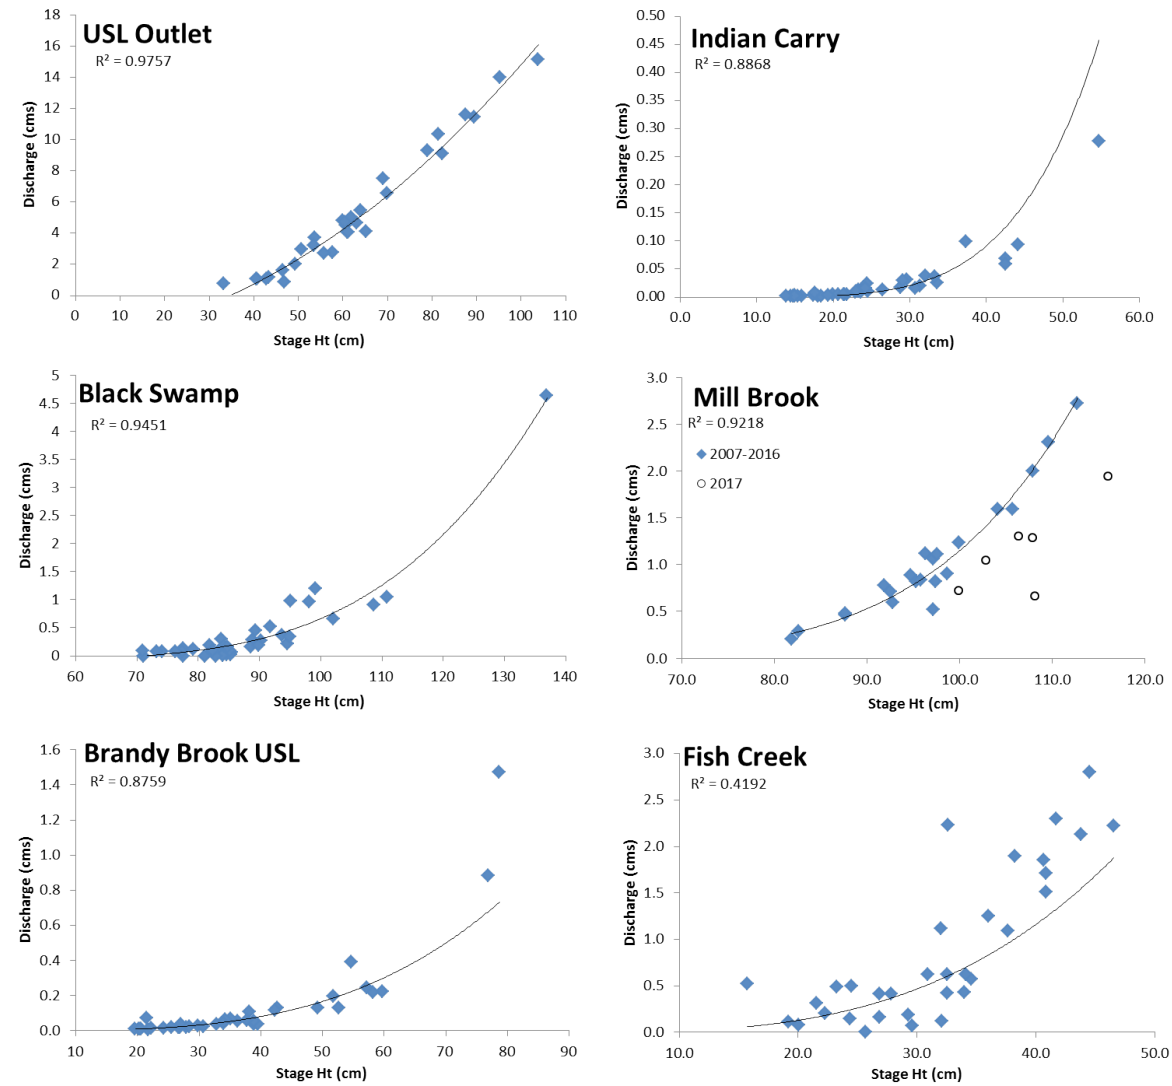 USL Outlet
R² = 0.9757
Discharge (cms)
18
16
14
12
10
8
6
4
2
0
0 10 20 30 40 50 60 70 80 90 100 110
Stage Ht (cm)
Indian Carry
R² = 0.8868
Discharge (cms)
0.50
0.45
0.40
0.35
0.30
0.25
0.20
0.15
0.10
0.05
0.00
0.0 10.0 20.0 30.0 40.0 50.0 60.0
Stage Ht (cm)
Black Swamp
R² = 0.9451
Discharge (cms)
5
4.5
4
3.5
3
2.5
2
1.5
1
0.5
0
60 70 80 90 100 110 120 130 140
Stage Ht (cm)
Mill Brook
R² = 0.9218
2007-2016
2017
Discharge (cms)
3.0
2.5
2.0
1.5
1.0
0.5
0.0
70.0 80.0 90.0 100.0 110.0 120.0
Stage Ht (cm)
Brandy Brook USL
R² = 0.8759
Discharge (cms)
1.6
1.4
1.2
1.0
0.8
0.6
0.4
0.2
0.0
10 20 30 40 50 60 70 80 90
Stage Ht (cm)
Fish Creek
R² = 0.4192
Discharge (cms)
3.0
2.5
2.0
1.5
1.0
0.5
0.0
10.0 20.0 30.0 40.0 50.0
Stage Ht (cm)